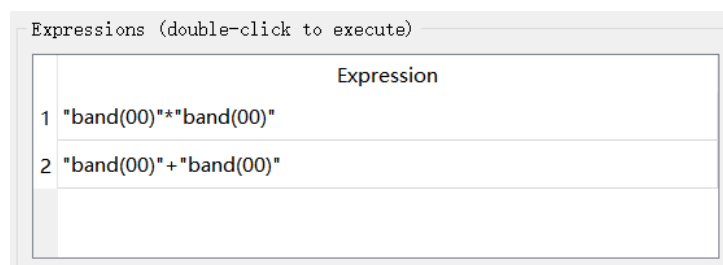 Expressions (double-click to execute)
Expression
1 "band(00)"*"band(00)"
2 "band(00)"+"band(00)"